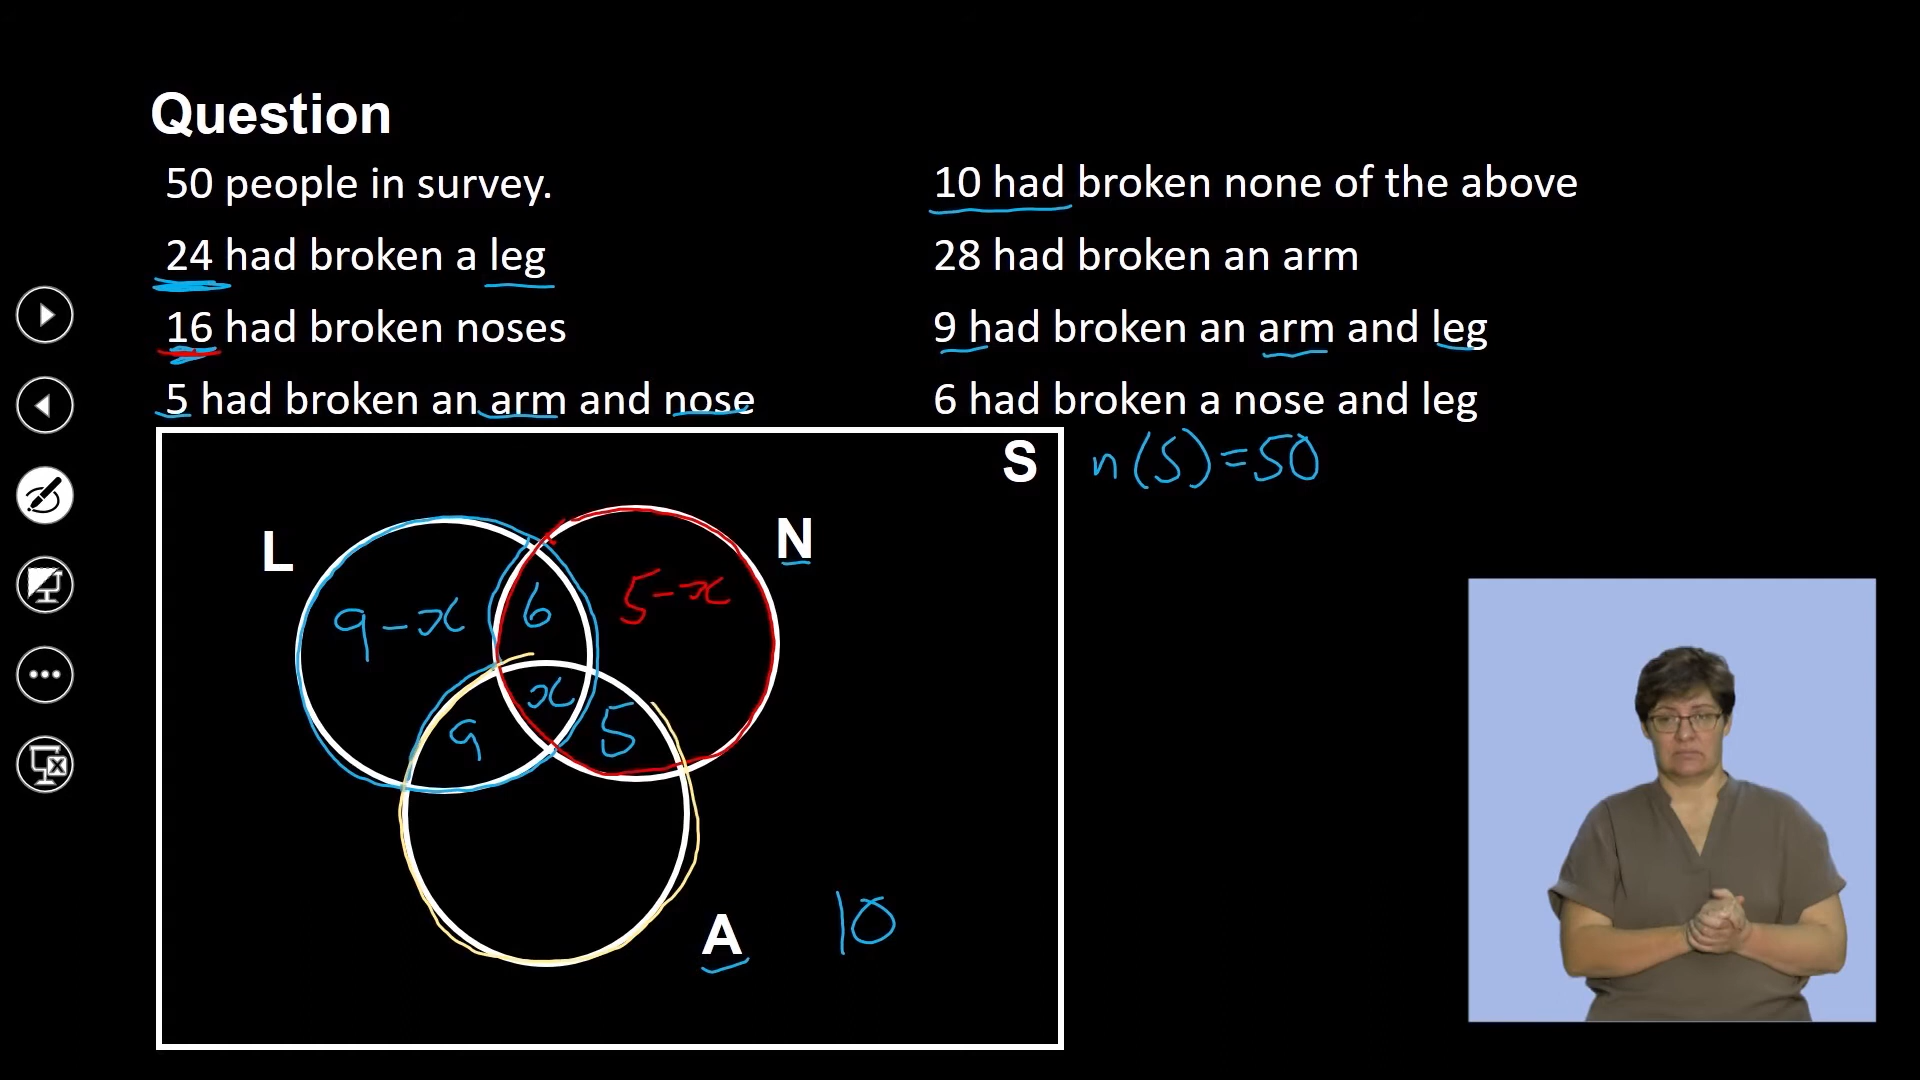 Question
50 people in survey.
24 had broken a leg
16 had broken noses
5 had broken an arm and nose
10 had broken none of the above
28 had broken an arm
9 had broken an arm and leg
6 had broken a nose and leg
S
n(S)=50
L
N
9-x
6
5-x
x
9
5
A
10